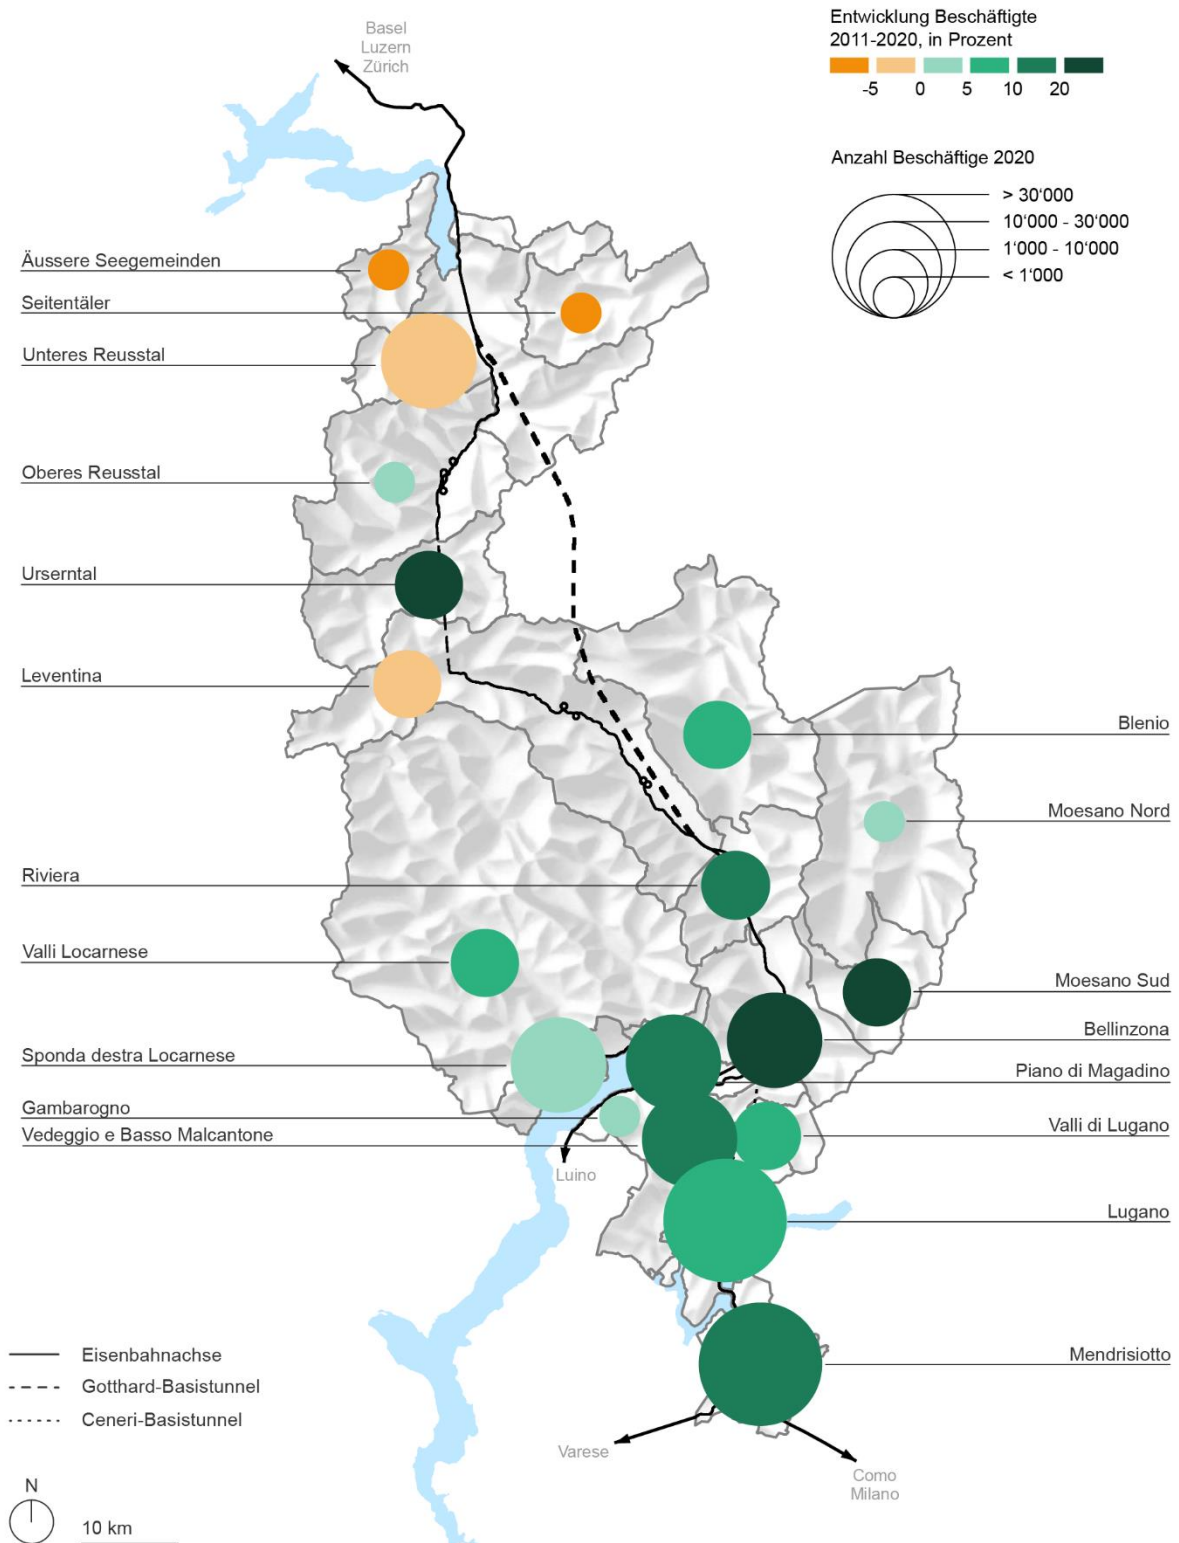 Entwicklung Beschäftigte
2011-2020, in Prozent
-5 0 5 10 20
Anzahl Beschäftige 2020
> 30‘000
10‘000 - 30‘000
1‘000 - 10‘000
< 1‘000
Basel
Luzern
Zürich
Äussere Seegemeinden
Seitentäler
Unteres Reusstal
Oberes Reusstal
Urserntal
Leventina
Blenio
Moesano Nord
Riviera
Valli Locarnese
Moesano Sud
Bellinzona
Sponda destra Locarnese
Piano di Magadino
Gambarogno
Valli di Lugano
Vedeggio e Basso Malcantone
Luino
Lugano
Mendrisiotto
Eisenbahnachse
Gotthard-Basistunnel
Ceneri-Basistunnel
Varese
Como
Milano
N
10 km